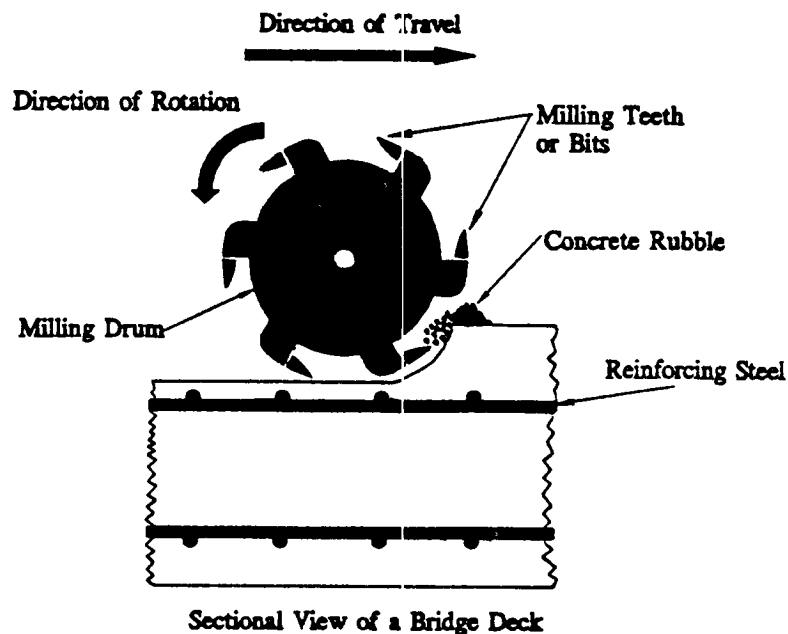 Direction of Travel
Direction of Rotation
Milling Teeth
or Bits
Concrete Rubble
Milling Drum
Reinforcing Steel
Sectional View of a Bridge Deck